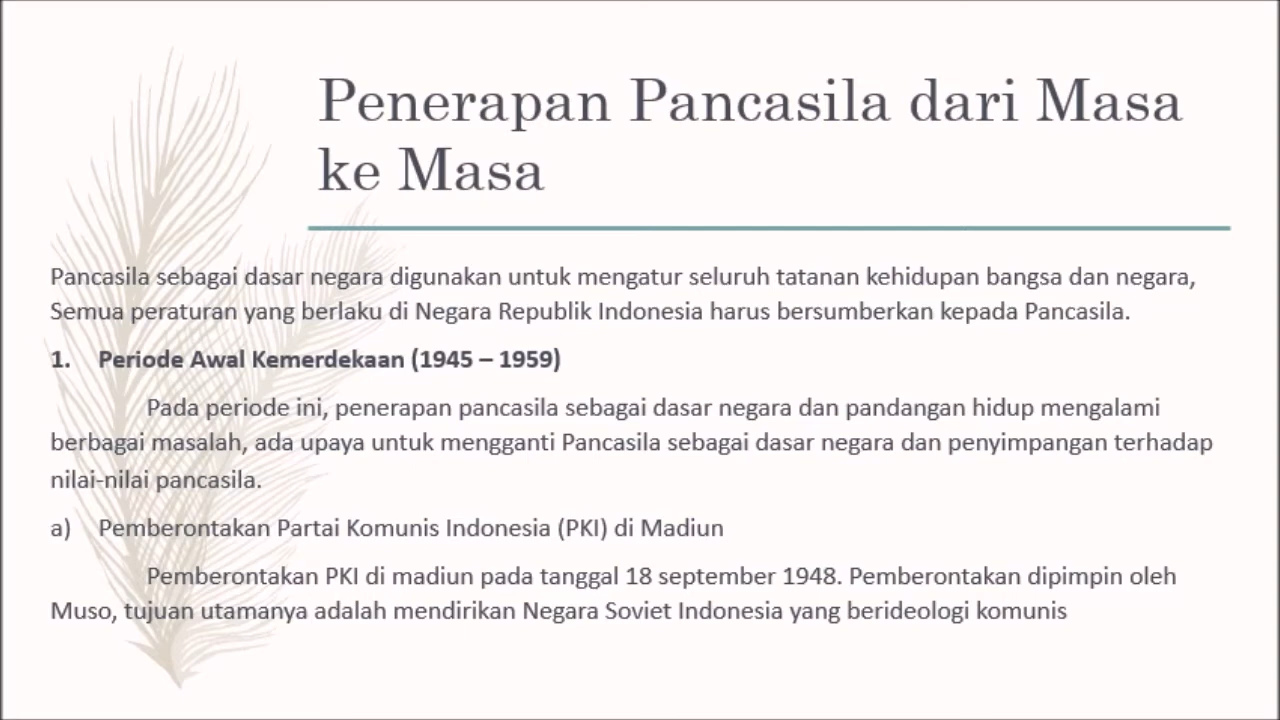 Penerapan Pancasila dari Masa
ke Masa
Pancasila sebagai dasar negara digunakan untuk mengatur seluruh tatanan kehidupan bangsa dan negara,
Semua peraturan yang berlaku di Negara Republik Indonesia harus bersumberkan kepada Pancasila.
1. Periode Awal Kemerdekaan (1945 – 1959)
Pada periode ini, penerapan pancasila sebagai dasar negara dan pandangan hidup mengalami
berbagai masalah, ada upaya untuk mengganti Pancasila sebagai dasar negara dan penyimpangan terhadap
nilai-nilai pancasila.
a) Pemberontakan Partai Komunis Indonesia (PKI) di Madiun
Pemberontakan PKI di madiun pada tanggal 18 september 1948. Pemberontakan dipimpin oleh
Muso, tujuan utamanya adalah mendirikan Negara Soviet Indonesia yang berideologi komunis